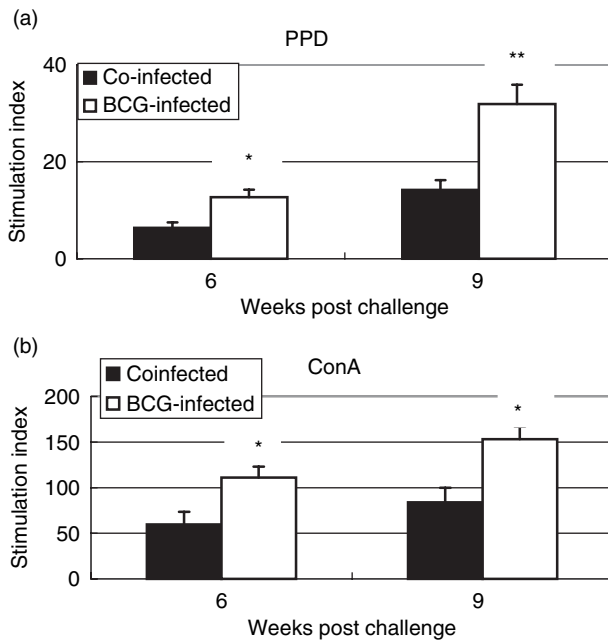 (a)
PPD
Co-infected
BCG-infected
Stimulation index
40
20
0
*
**
6
9
Weeks post challenge
(b)
ConA
Coinfected
BCG-infected
Stimulation index
200
150
100
50
0
*
*
6
9
Weeks post challenge